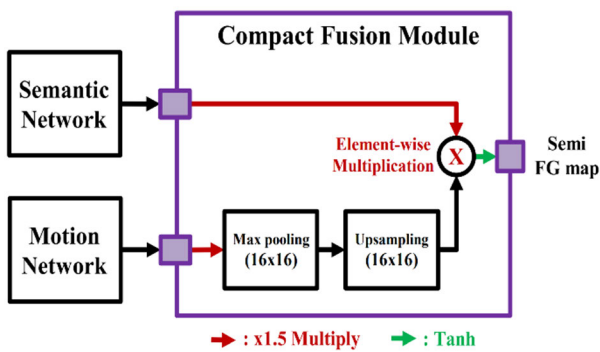 Compact Fusion Module
Semantic
Network
Element-wise
Multiplication
X
Semi
FG map
Motion
Network
Max pooling
(16x16)
Upsampling
(16x16)
: x1.5 Multiply
: Tanh